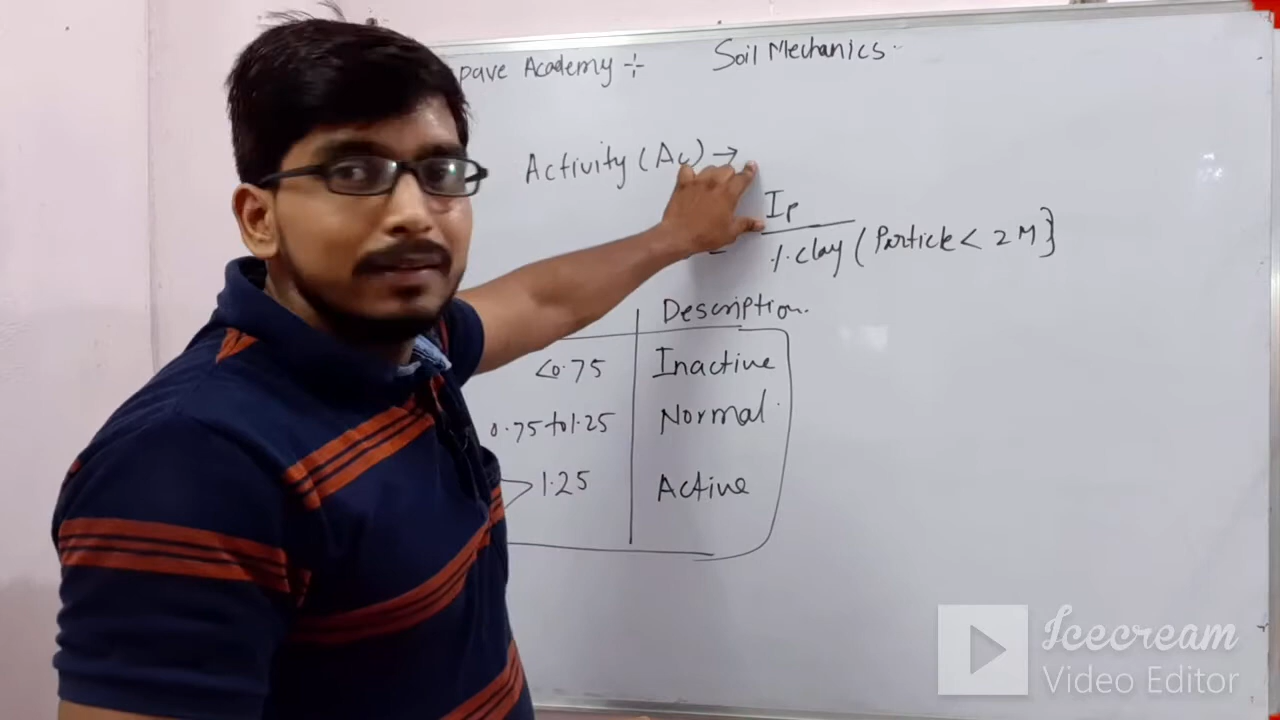 pave Academy ÷ Soil Mechanics.
Activity (Ac) →
Ip
% clay (Particle < 2 M}
Description.
<0.75 Inactive
0.75 to 1.25 Normal.
> 1.25 Active
Icecream
Video Editor